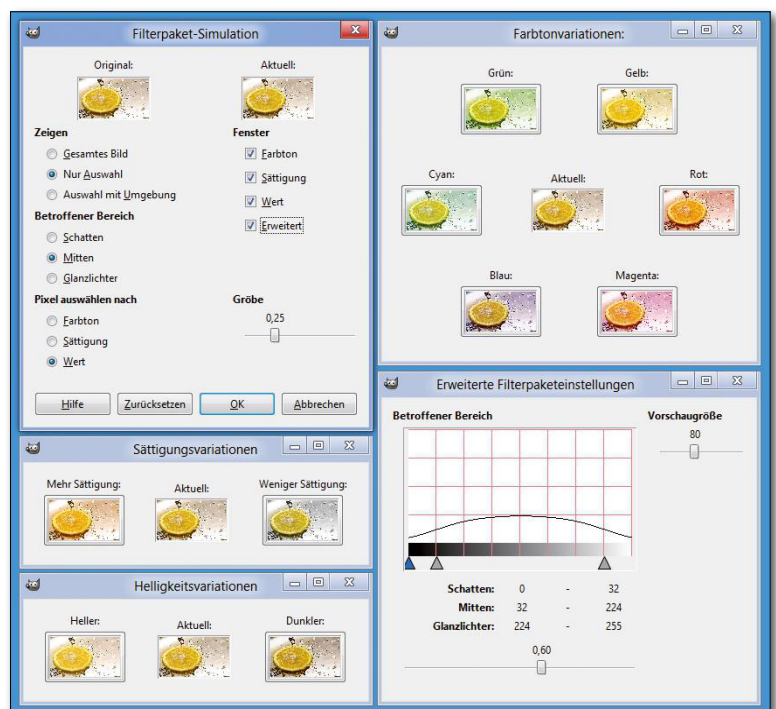 Filterpaket-Simulation
Original: Aktuell:
Zeigen Fenster
Gesamtes Bild Farbton
Nur Auswahl Sättigung
Auswahl mit Umgebung Wert
Betroffener Bereich Erweitert
Schatten
Mitten
Glanzlichter
Pixel auswählen nach Größe
Farbton 0,25
Sättigung
Wert
Hilfe Zurücksetzen OK Abbrechen
Sättigungsvariationen
Mehr Sättigung: Aktuell: Weniger Sättigung:
Helligkeitsvariationen
Heller: Aktuell: Dunkler:
Farbtonvariationen:
Grün: Gelb:
Cyan: Aktuell: Rot:
Blau: Magenta:
Erweiterte Filterpaketeinstellungen
Betroffener Bereich Vorschaugröße
80
Schatten: 0 - 32
Mitten: 32 - 224
Glanzlichter: 224 - 255
0,60